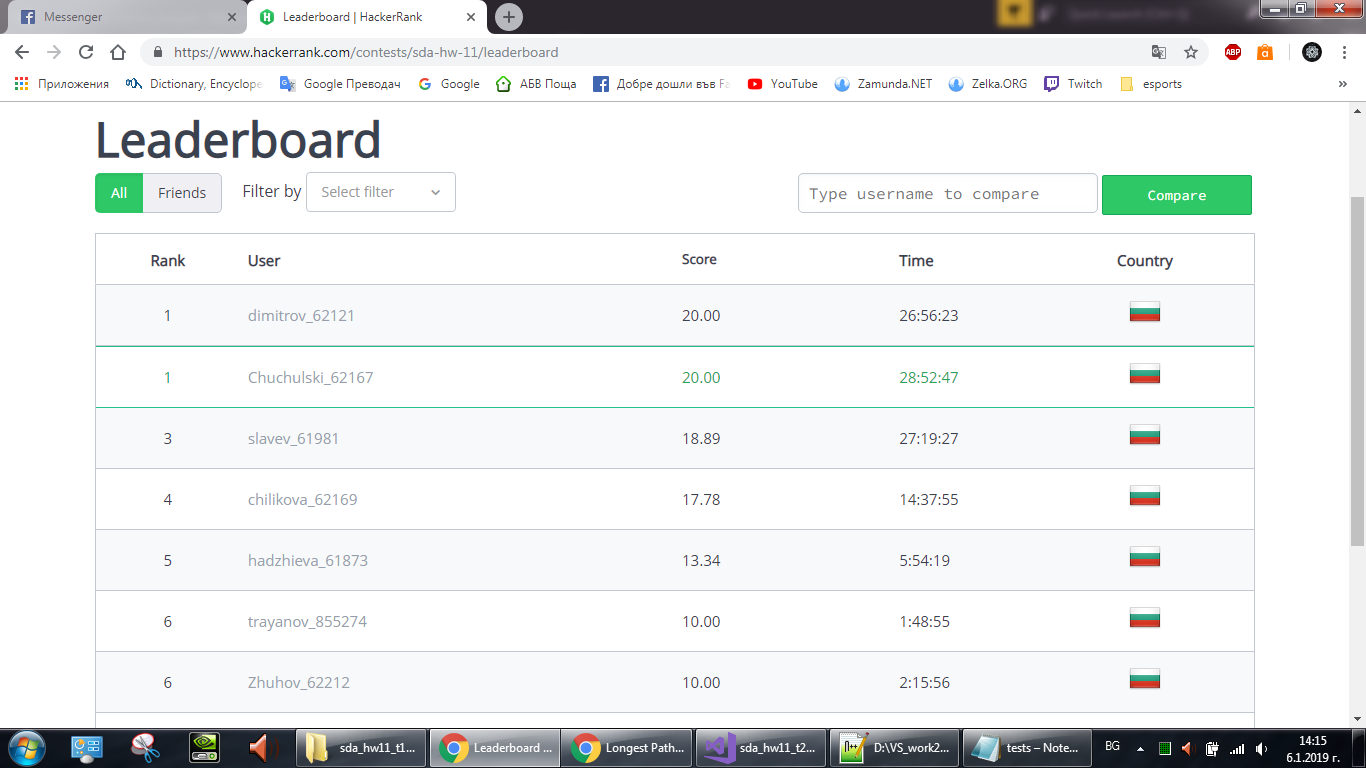 Messenger
Leaderboard | HackerRank
https://www.hackerrank.com/contests/sda-hw-11/leaderboard
ABP
Приложения
Dictionary, Encyclope
Google Преводач
Google
АБВ Поща
Добре дошли във Fa
YouTube
Zamunda.NET
Zelka.ORG
Twitch
esports
»
Leaderboard
All
Friends
Filter by
Select filter
Type username to compare
Compare
Rank User Score Time Country
1 dimitrov_62121 20.00 26:56:23
1 Chuchulski_62167 20.00 28:52:47
3 slavev_61981 18.89 27:19:27
4 chilikova_62169 17.78 14:37:55
5 hadzhieva_61873 13.34 5:54:19
6 trayanov_855274 10.00 1:48:55
6 Zhuhov_62212 10.00 2:15:56
sda_hw11_t1...
Leaderboard ...
Longest Path...
sda_hw11_t2...
D:\VS_work2...
tests – Note...
BG
14:15
6.1.2019 г.